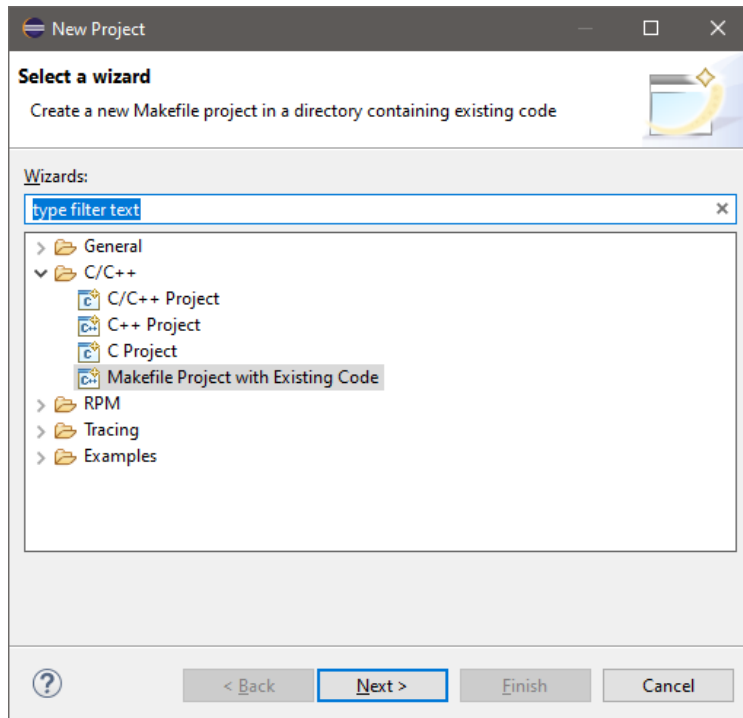 New Project
Select a wizard
Create a new Makefile project in a directory containing existing code
Wizards:
type filter text
General
C/C++
C/C++ Project
C++ Project
C Project
Makefile Project with Existing Code
RPM
Tracing
Examples
? < Back Next > Finish Cancel